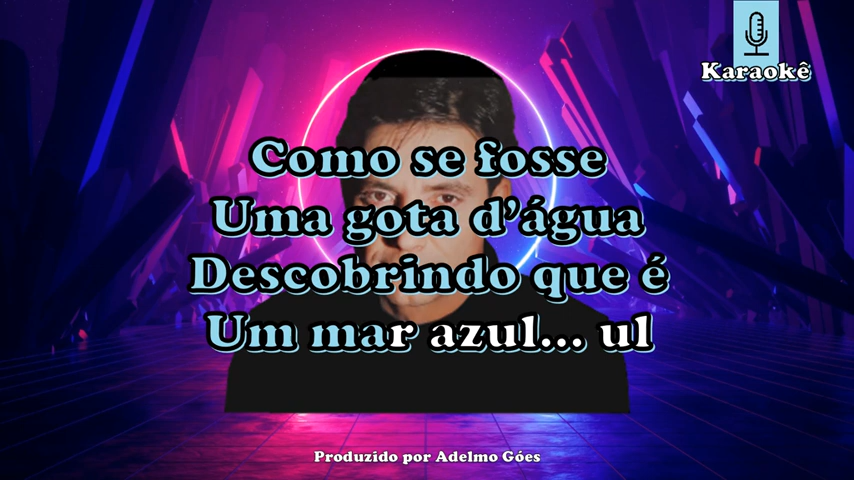 Karaokê
Como se fosse
Uma gota d'água
Descobrindo que é
Um mar azul... ul
Produzido por Adelmo Góes